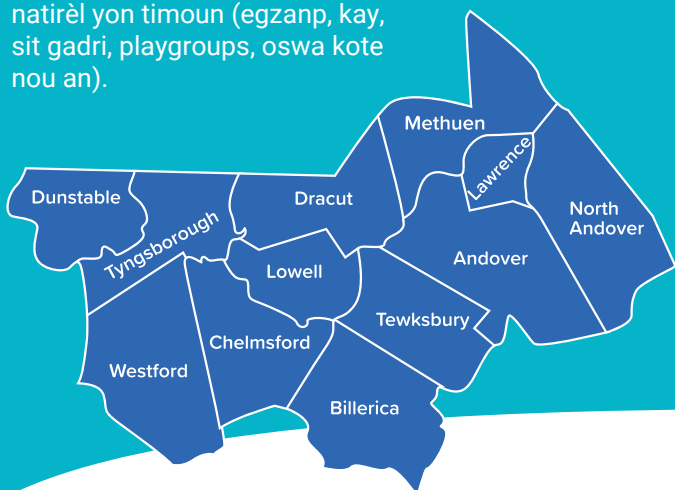 natirèl yon timoun (egzanp, kay,
sit gadri, playgroups, oswa kote
nou an).
Methuen
Lawrence
Dunstable
Dracut
North
Andover
Tyngsborough
Andover
Lowell
Tewksbury
Chelmsford
Westford
Billerica